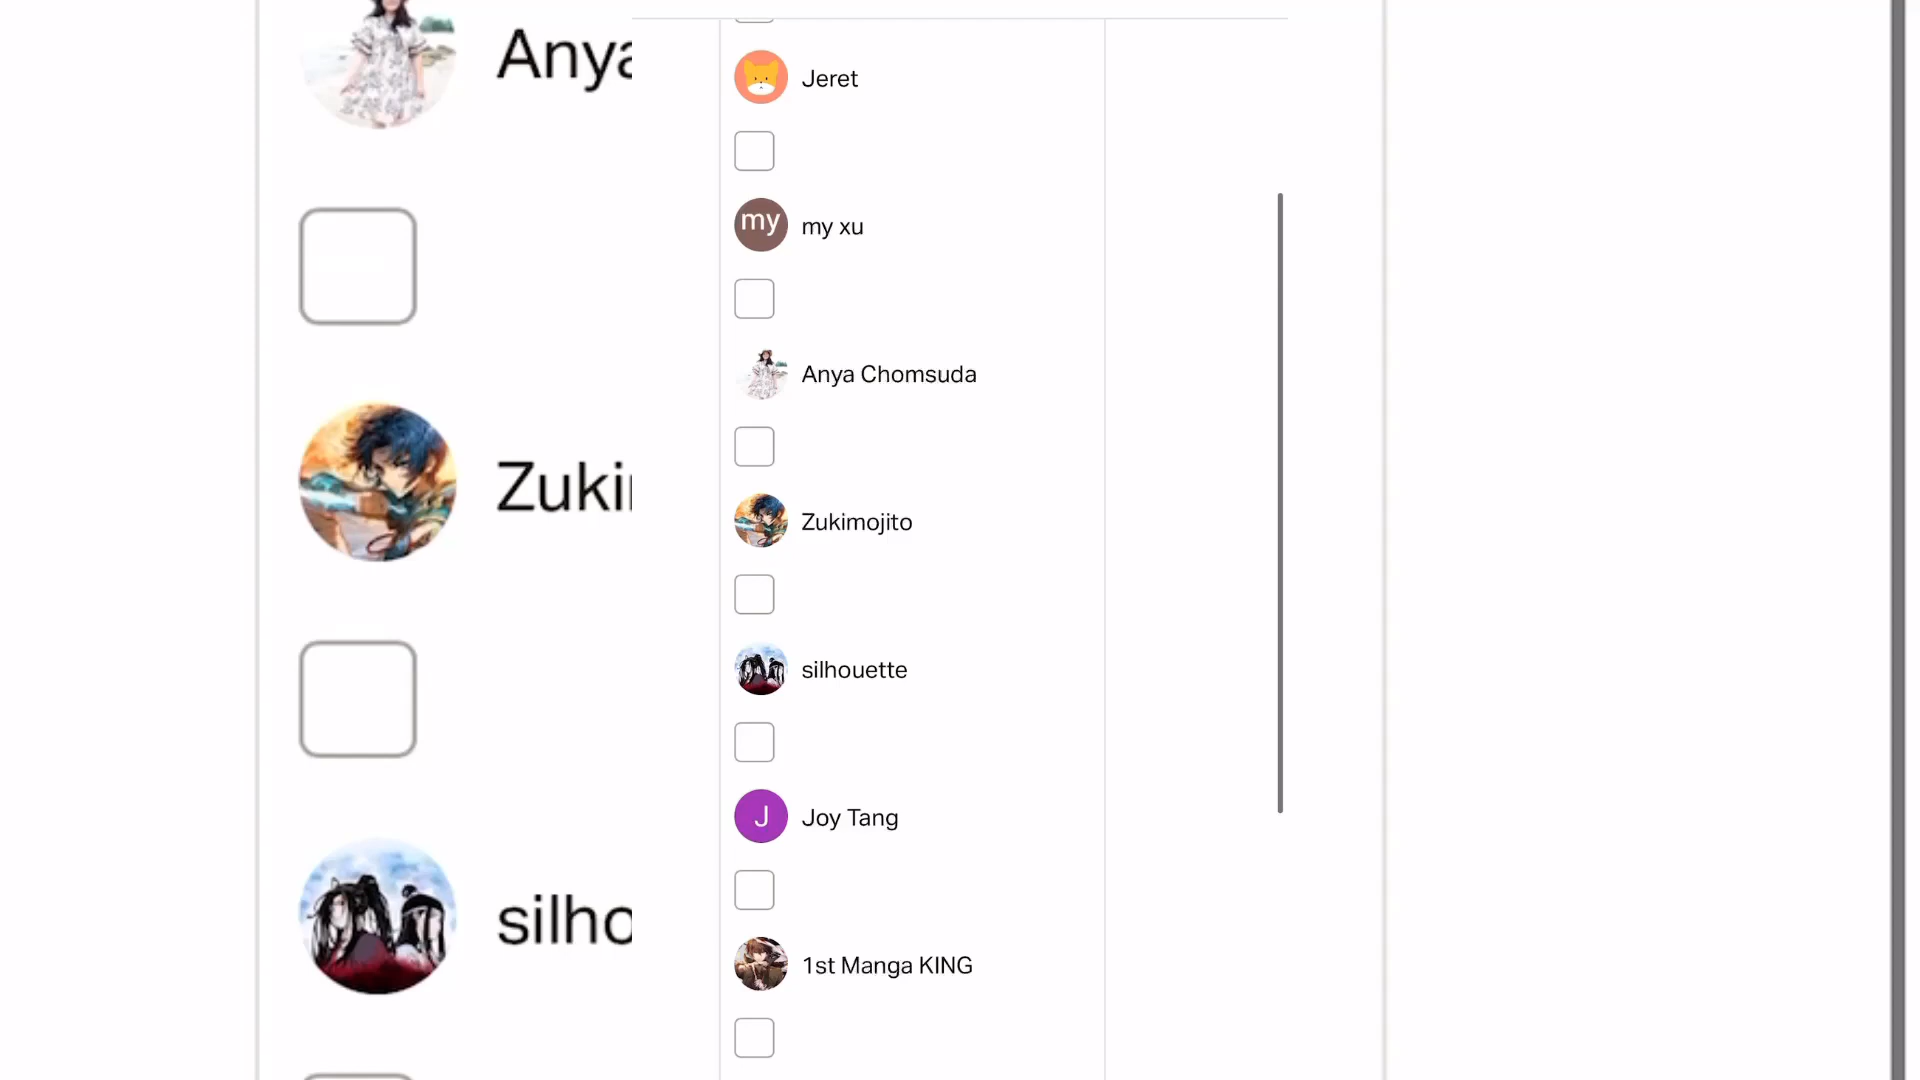 Anya
Zuki
silho
Jeret
my
my xu
Anya Chomsuda
Zukimojito
silhouette
J
Joy Tang
1st Manga KING